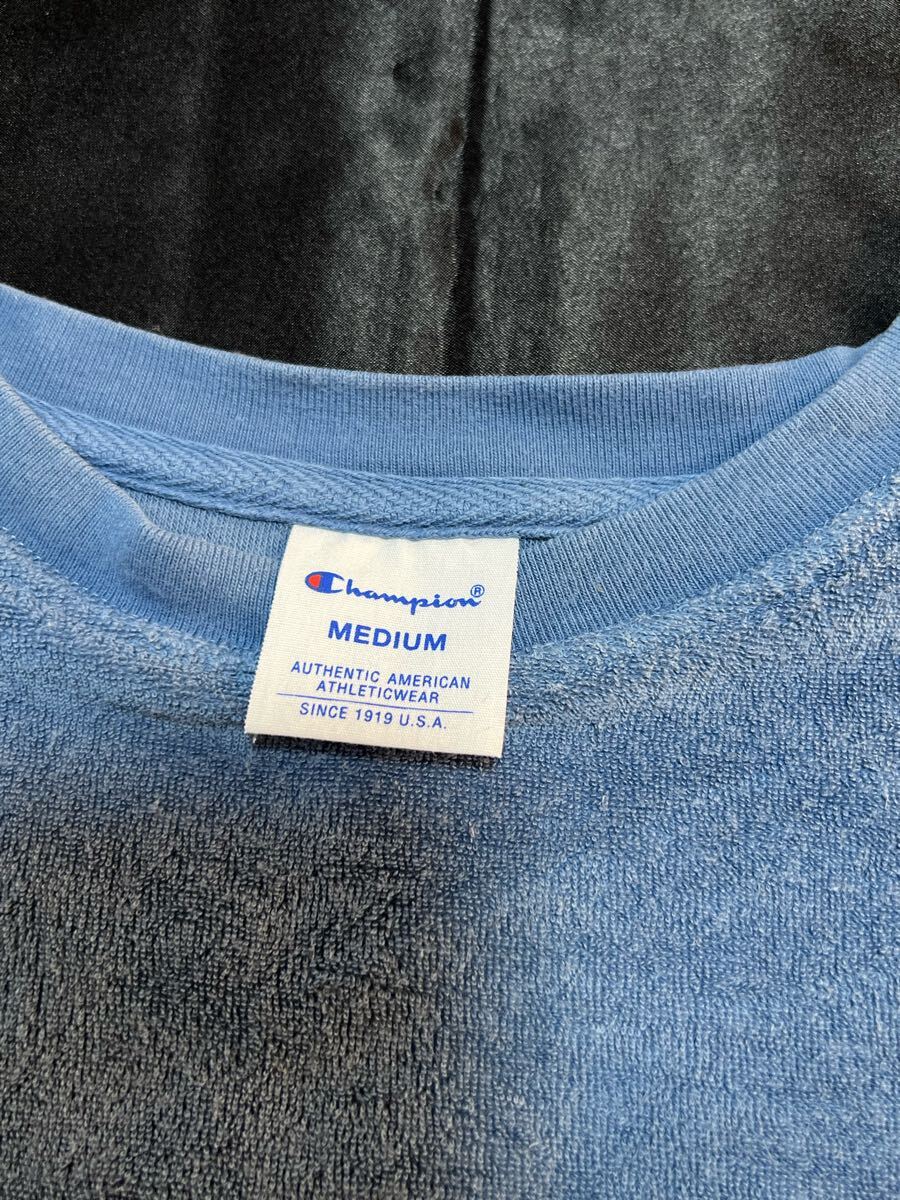 Champion®
MEDIUM
AUTHENTIC AMERICAN
ATHLETICWEAR
SINCE 1919 U.S.A.